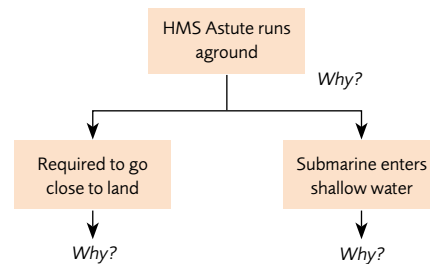 HMS Astute runs
aground
Why?
Required to go
close to land
Submarine enters
shallow water
Why?
Why?